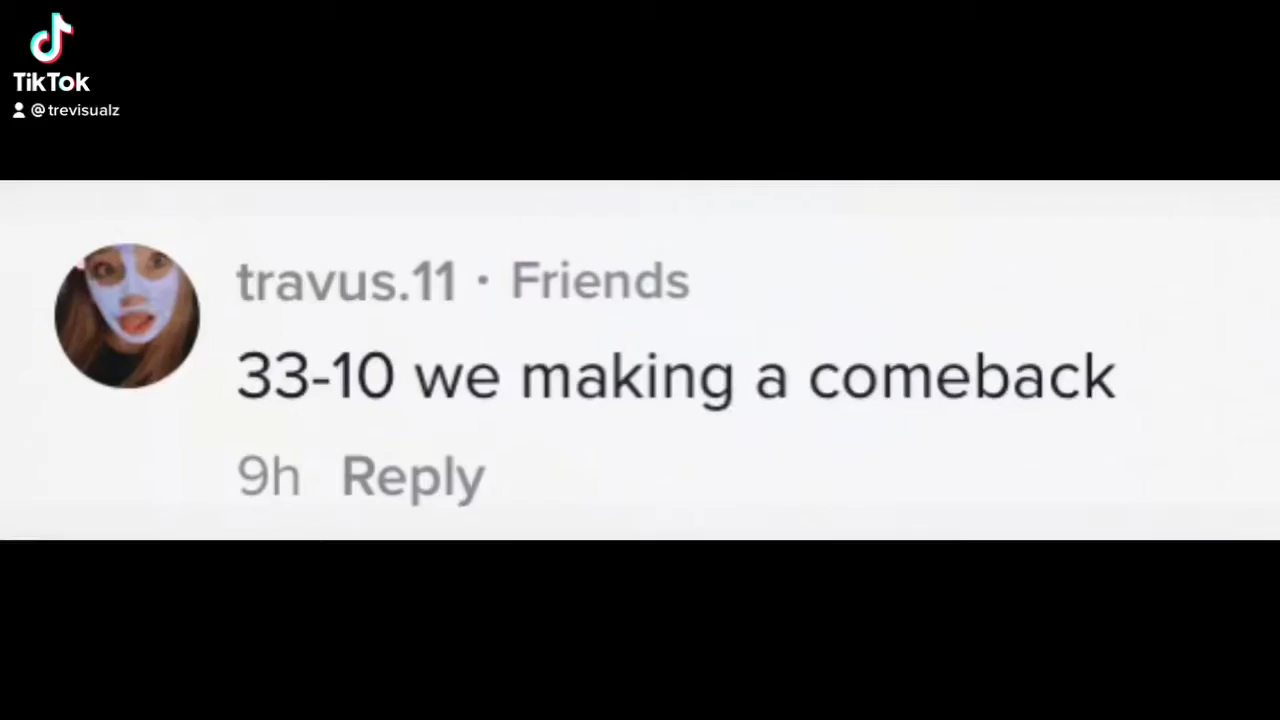 TikTok
@trevisualz
travus.11 · Friends
33-10 we making a comeback
9h Reply